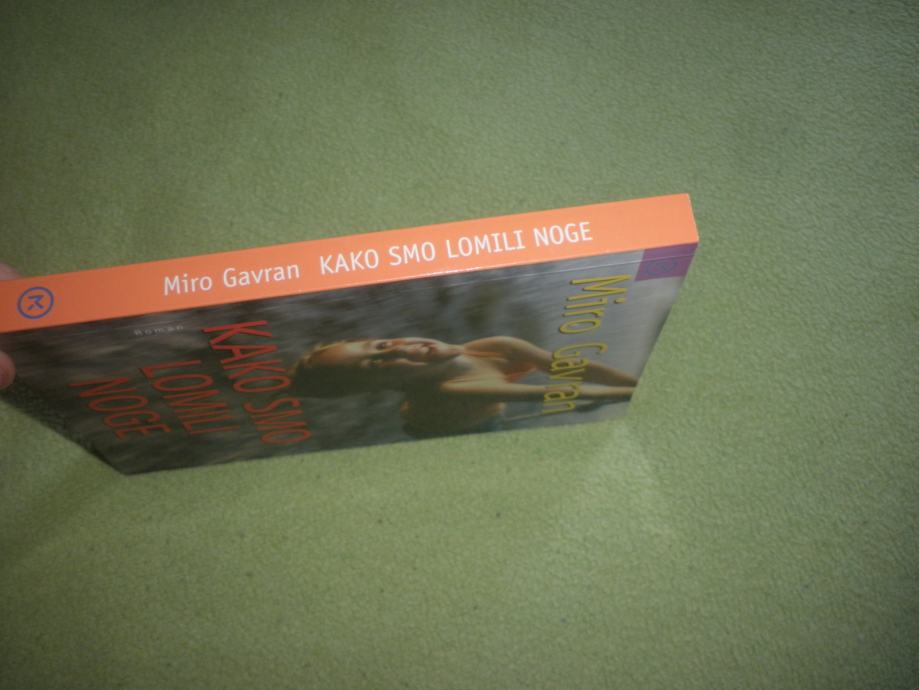 Miro Gavran KAKO SMO LOMILI NOGE
Miro Gavran
KAKO SMO
LOMILI
NOGE
Roman